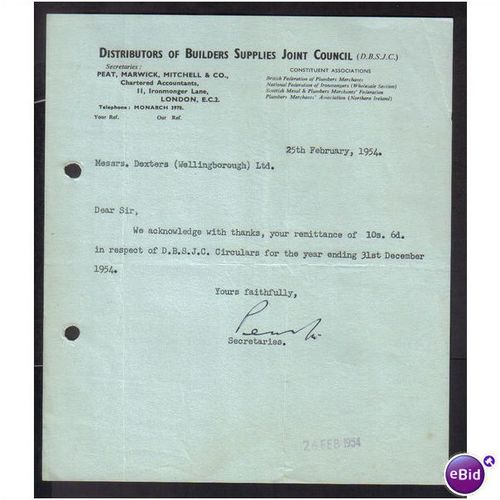 DISTRIBUTORS OF BUILDERS SUPPLIES JOINT COUNCIL (D.B.S.J.C.)
Secretaries:
PEAT, MARWICK, MITCHELL & CO.,
Chartered Accountants,
11, Ironmonger Lane,
LONDON, E.C.2.
Telephone: MONARCH 3978.
Your Ref. Our Ref.
CONSTITUENT ASSOCIATIONS
British Federation of Plumbers Merchants
National Federation of Ironmongers (Wholesale Section)
Scottish Metal & Plumbers Merchants' Federation
Plumbers Merchants' Association (Northern Ireland)
25th February, 1954.
Messrs. Dexters (Wellingborough) Ltd.
Dear Sir,
We acknowledge with thanks, your remittance of 10s. 6d.
in respect of D.B.S.J.C. Circulars for the year ending 31st December
1954.
Yours faithfully,
Secretaries.
FEB 1954
eBid